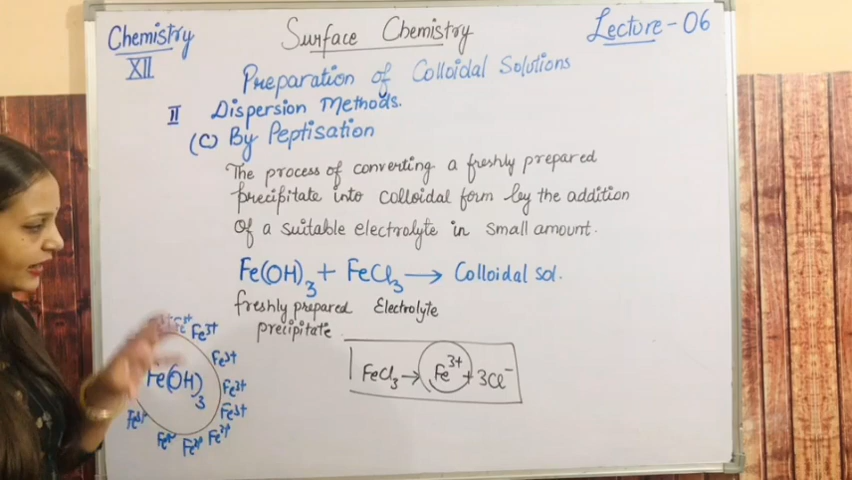 Chemistry
XII
Surface Chemistry
Lecture-06
Preparation of Colloidal Solutions
II Dispersion Methods.
(C) By Peptisation
The process of converting a freshly prepared
precipitate into colloidal form by the addition
of a suitable electrolyte in small amount.
Fe(OH)₃ + FeCl₃ → Colloidal sol.
freshly prepared Electrolyte
precipitate
FeCl₃ → Fe³⁺ + 3Cl⁻
Fe³⁺ Fe³⁺
Fe³⁺
Fe(OH)₃ Fe³⁺
Fe³⁺
Fe³⁺ Fe³⁺ Fe³⁺ Fe³⁺